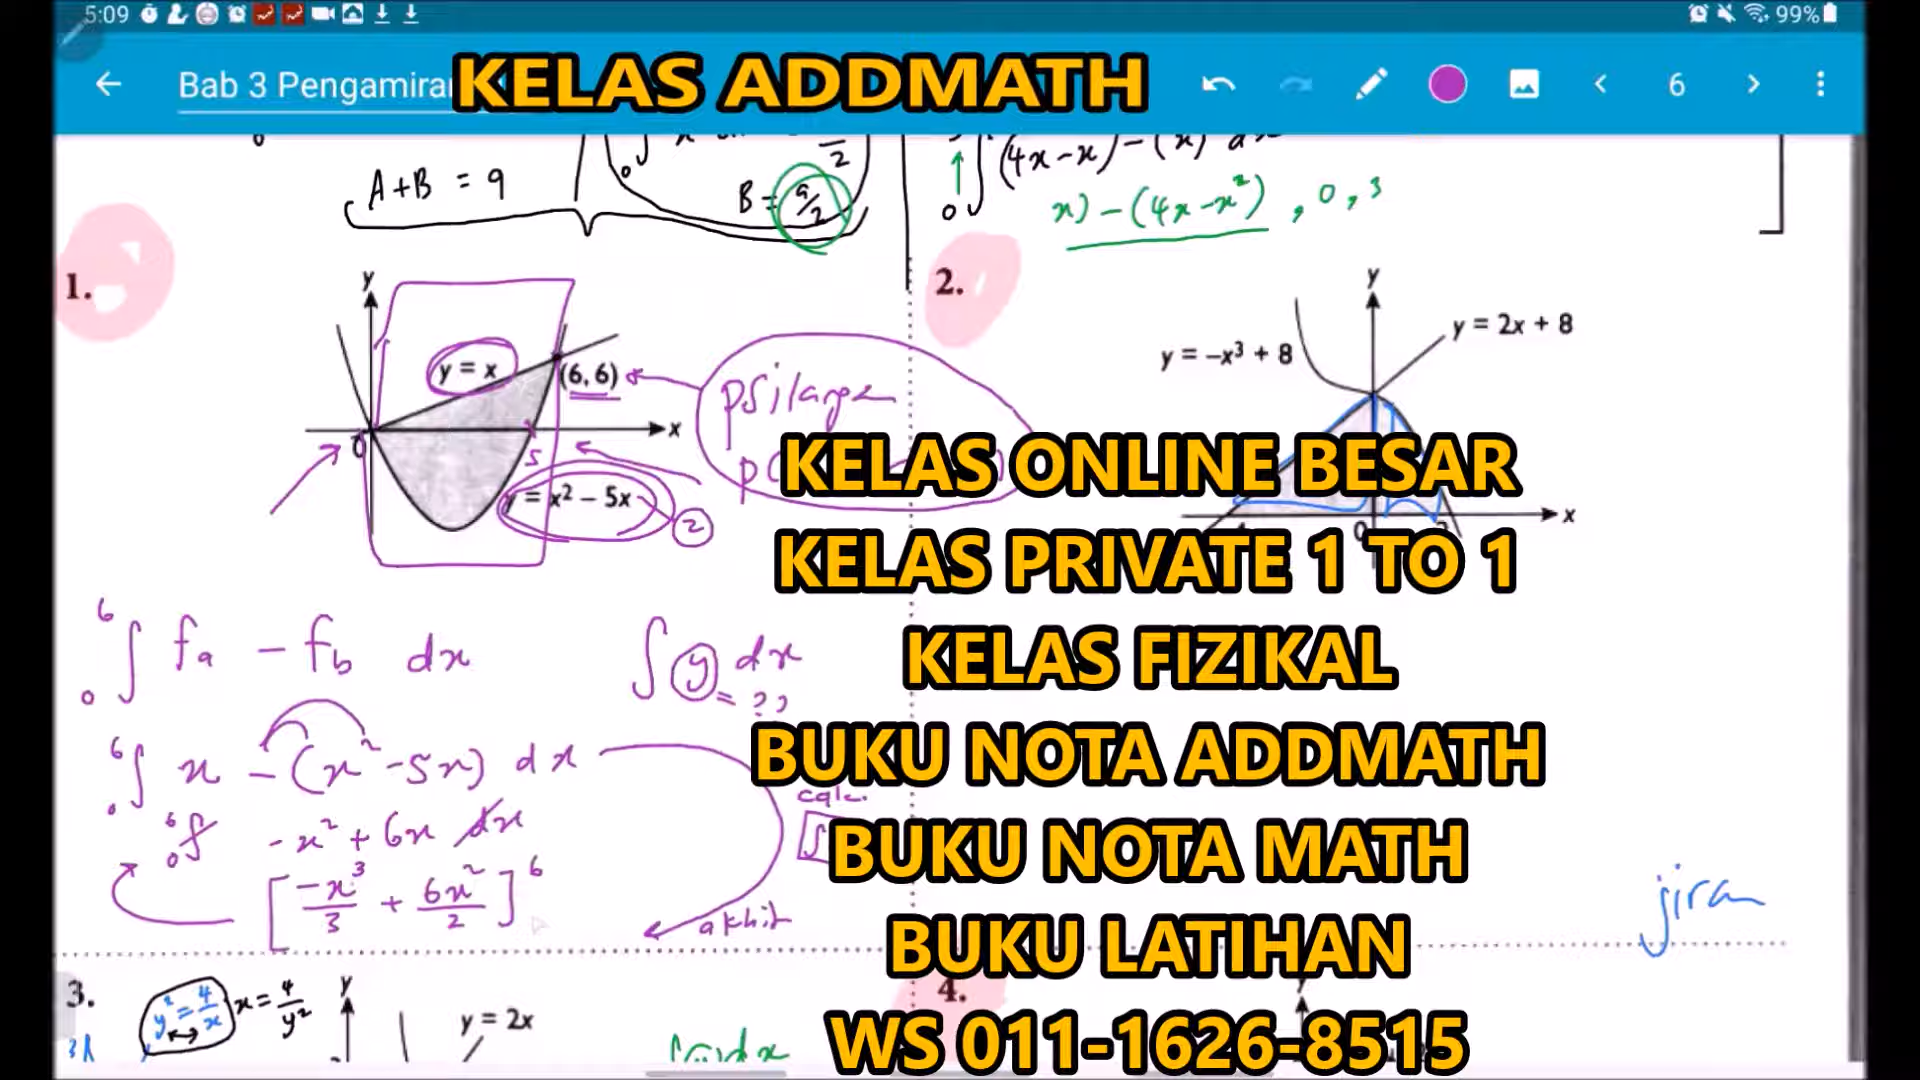 5:09 99%
Bab 3 Pengamiran KELAS ADDMATH 6
A+B = 9
B = 9/2
0 ∫ (4x-x) - (x) dx
x) - (4x-x²) , 0, 3
1.
y
y = x
(6, 6)
x
0
5
y = x² - 5x
2
psilangan
2.
y
y = 2x + 8
y = -x³ + 8
x
0
KELAS ONLINE BESAR
KELAS PRIVATE 1 TO 1
KELAS FIZIKAL
BUKU NOTA ADDMATH
BUKU NOTA MATH
BUKU LATIHAN
WS 011-1626-8515
6
0 ∫ fa - fb dx
∫ y dx
= ??
6
0 ∫ x - (x² - 5x) dx
calc.
6
0 ∫ -x² + 6x dx
[-x³/3 + 6x²/2]6
akhir
jiran
3.
y² = 4/x
x = 4/y²
y
y = 2x
4.
y